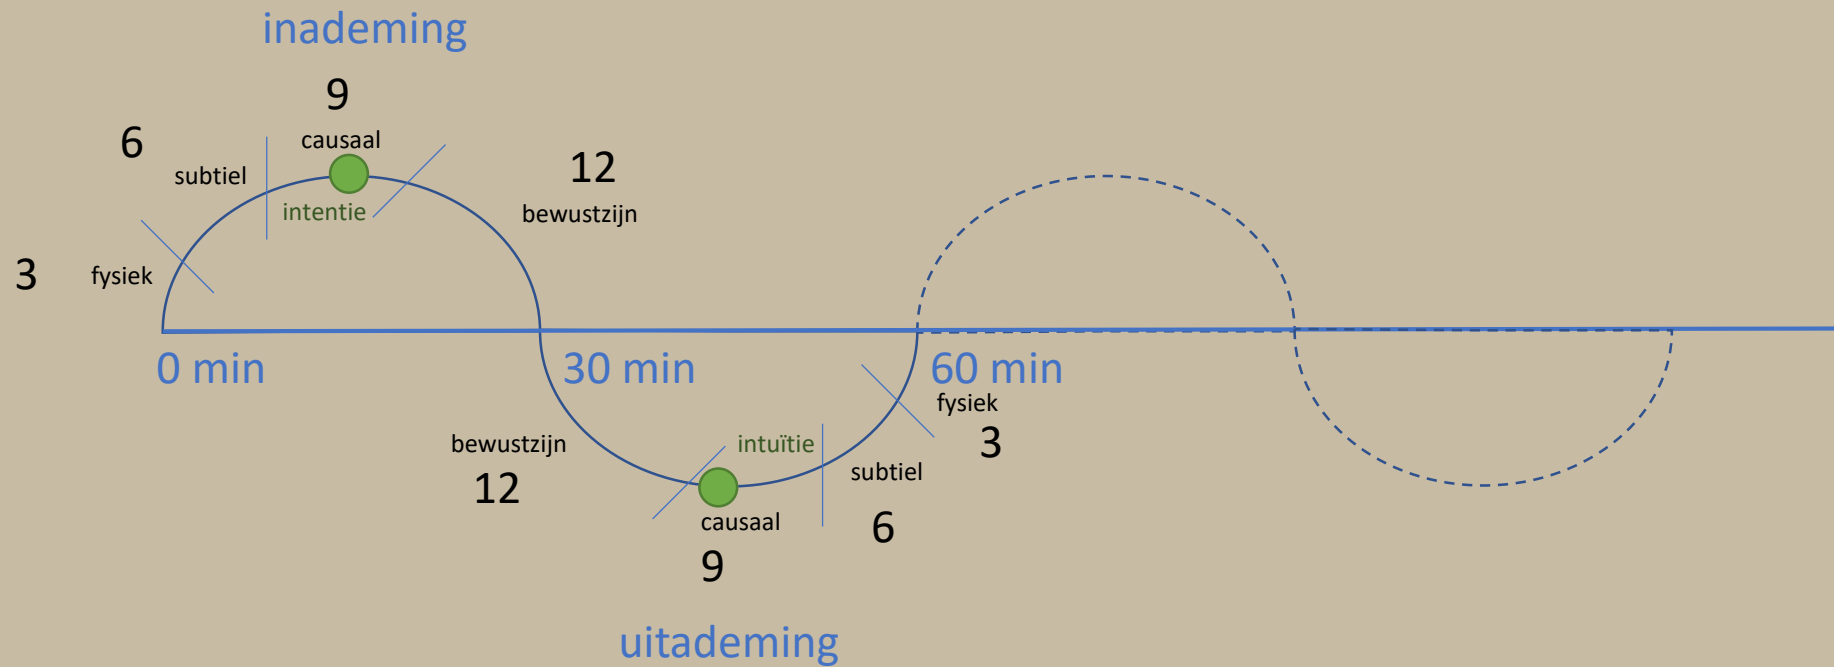 inademing
9
causaal
6
subtiel
12
bewustzijn
intentie
3
fysiek
0 min
30 min
60 min
fysiek
3
bewustzijn
12
intuïtie
subtiel
6
causaal
9
uitademing